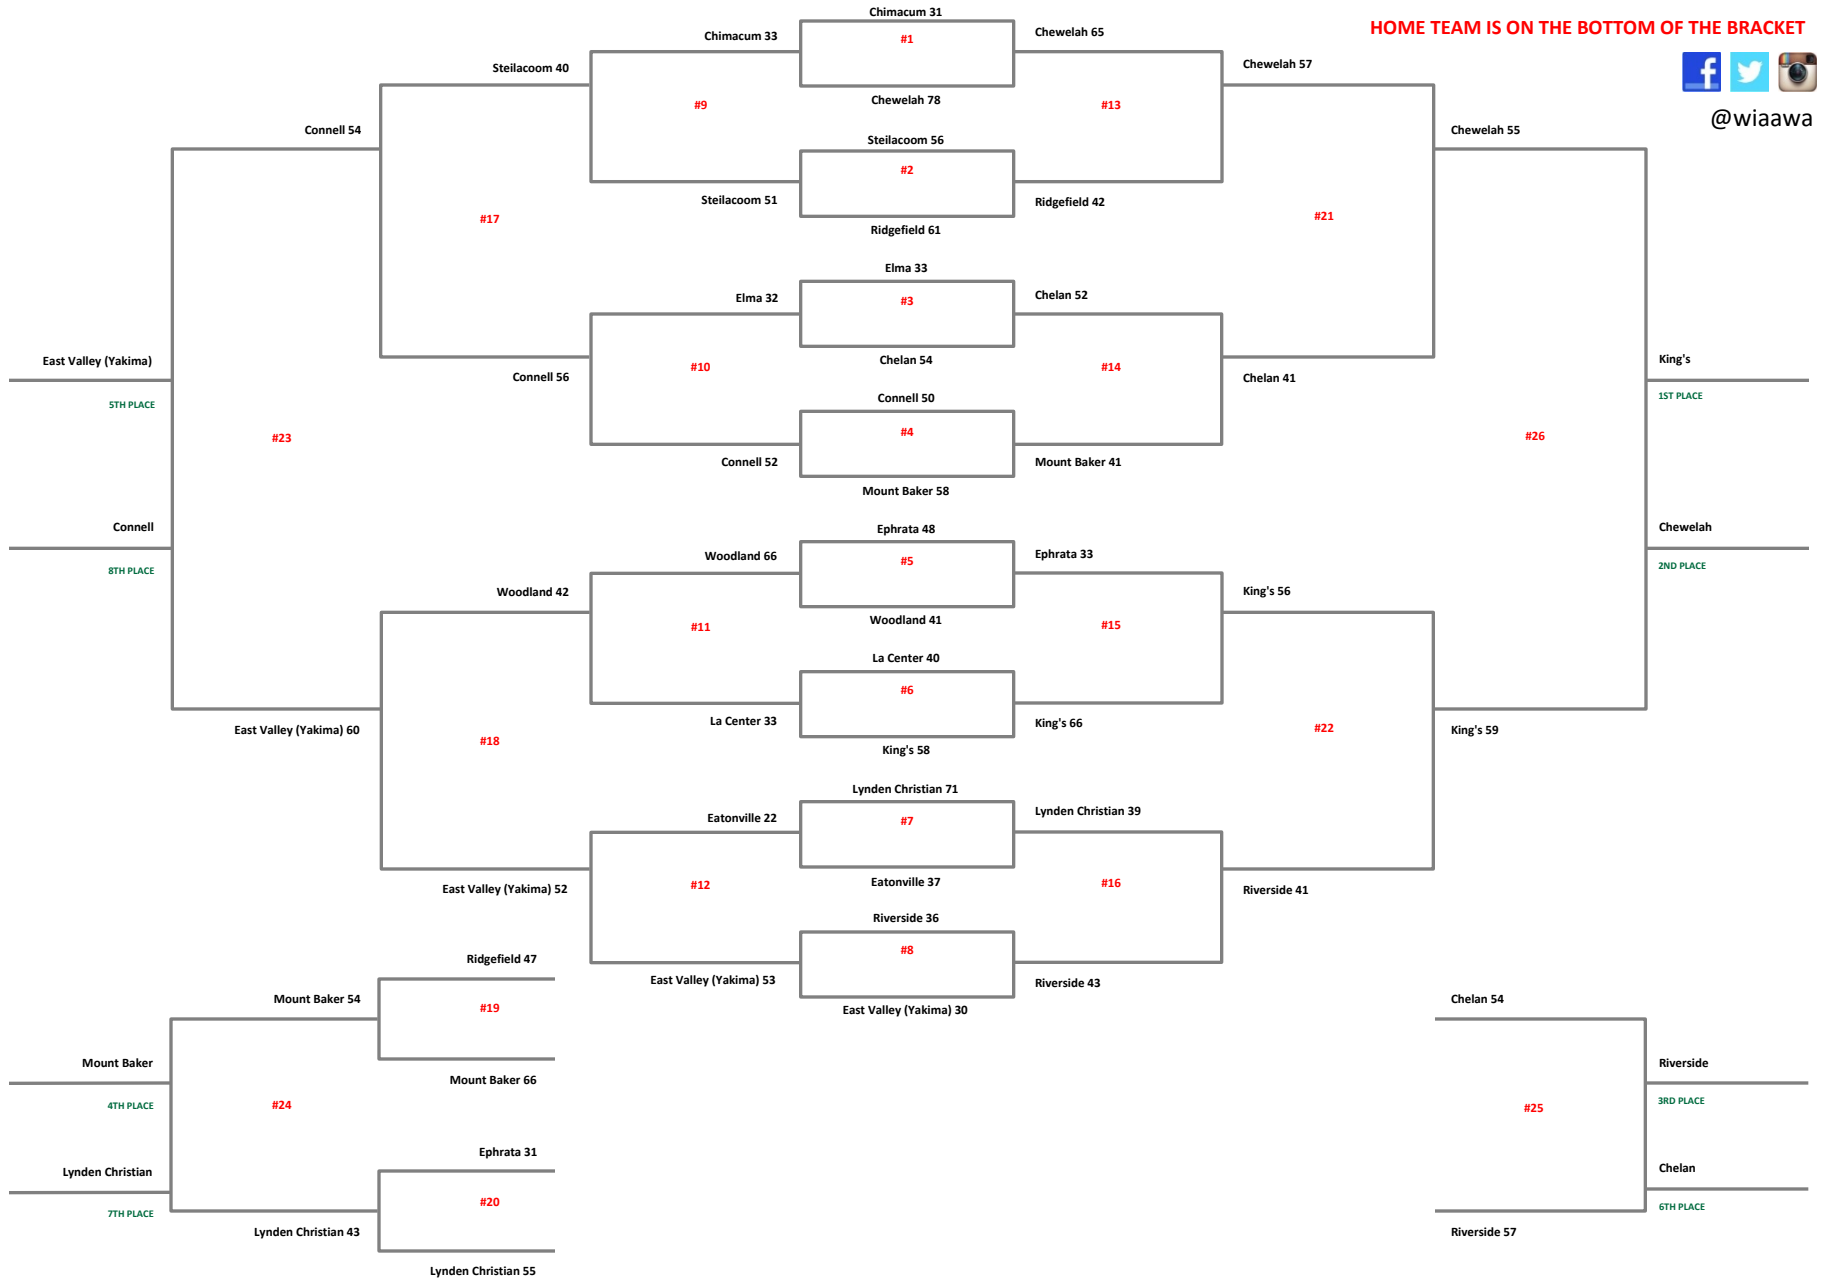 HOME TEAM IS ON THE BOTTOM OF THE BRACKET
@wiaawa
Chimacum 31
#1
Chewelah 78
Steilacoom 56
#2
Ridgefield 61
Elma 33
#3
Chelan 54
Connell 50
#4
Mount Baker 58
Ephrata 48
#5
Woodland 41
La Center 40
#6
King's 58
Lynden Christian 71
#7
Eatonville 37
Riverside 36
#8
East Valley (Yakima) 30
Chimacum 33
#9
Steilacoom 51
Elma 32
#10
Connell 52
Woodland 66
#11
La Center 33
Eatonville 22
#12
East Valley (Yakima) 53
Chewelah 65
#13
Ridgefield 42
Chelan 52
#14
Mount Baker 41
Ephrata 33
#15
King's 66
Lynden Christian 39
#16
Riverside 43
Steilacoom 40
#17
Connell 56
Woodland 42
#18
East Valley (Yakima) 52
Ridgefield 47
#19
Mount Baker 66
Ephrata 31
#20
Lynden Christian 55
Chewelah 57
#21
Chelan 41
King's 56
#22
Riverside 41
Connell 54
#23
East Valley (Yakima) 60
East Valley (Yakima)
5TH PLACE
Connell
8TH PLACE
Mount Baker 54
#24
Lynden Christian 43
Mount Baker
4TH PLACE
Lynden Christian
7TH PLACE
Chelan 54
#25
Riverside 57
Riverside
3RD PLACE
Chelan
6TH PLACE
Chewelah 55
#26
King's 59
King's
1ST PLACE
Chewelah
2ND PLACE